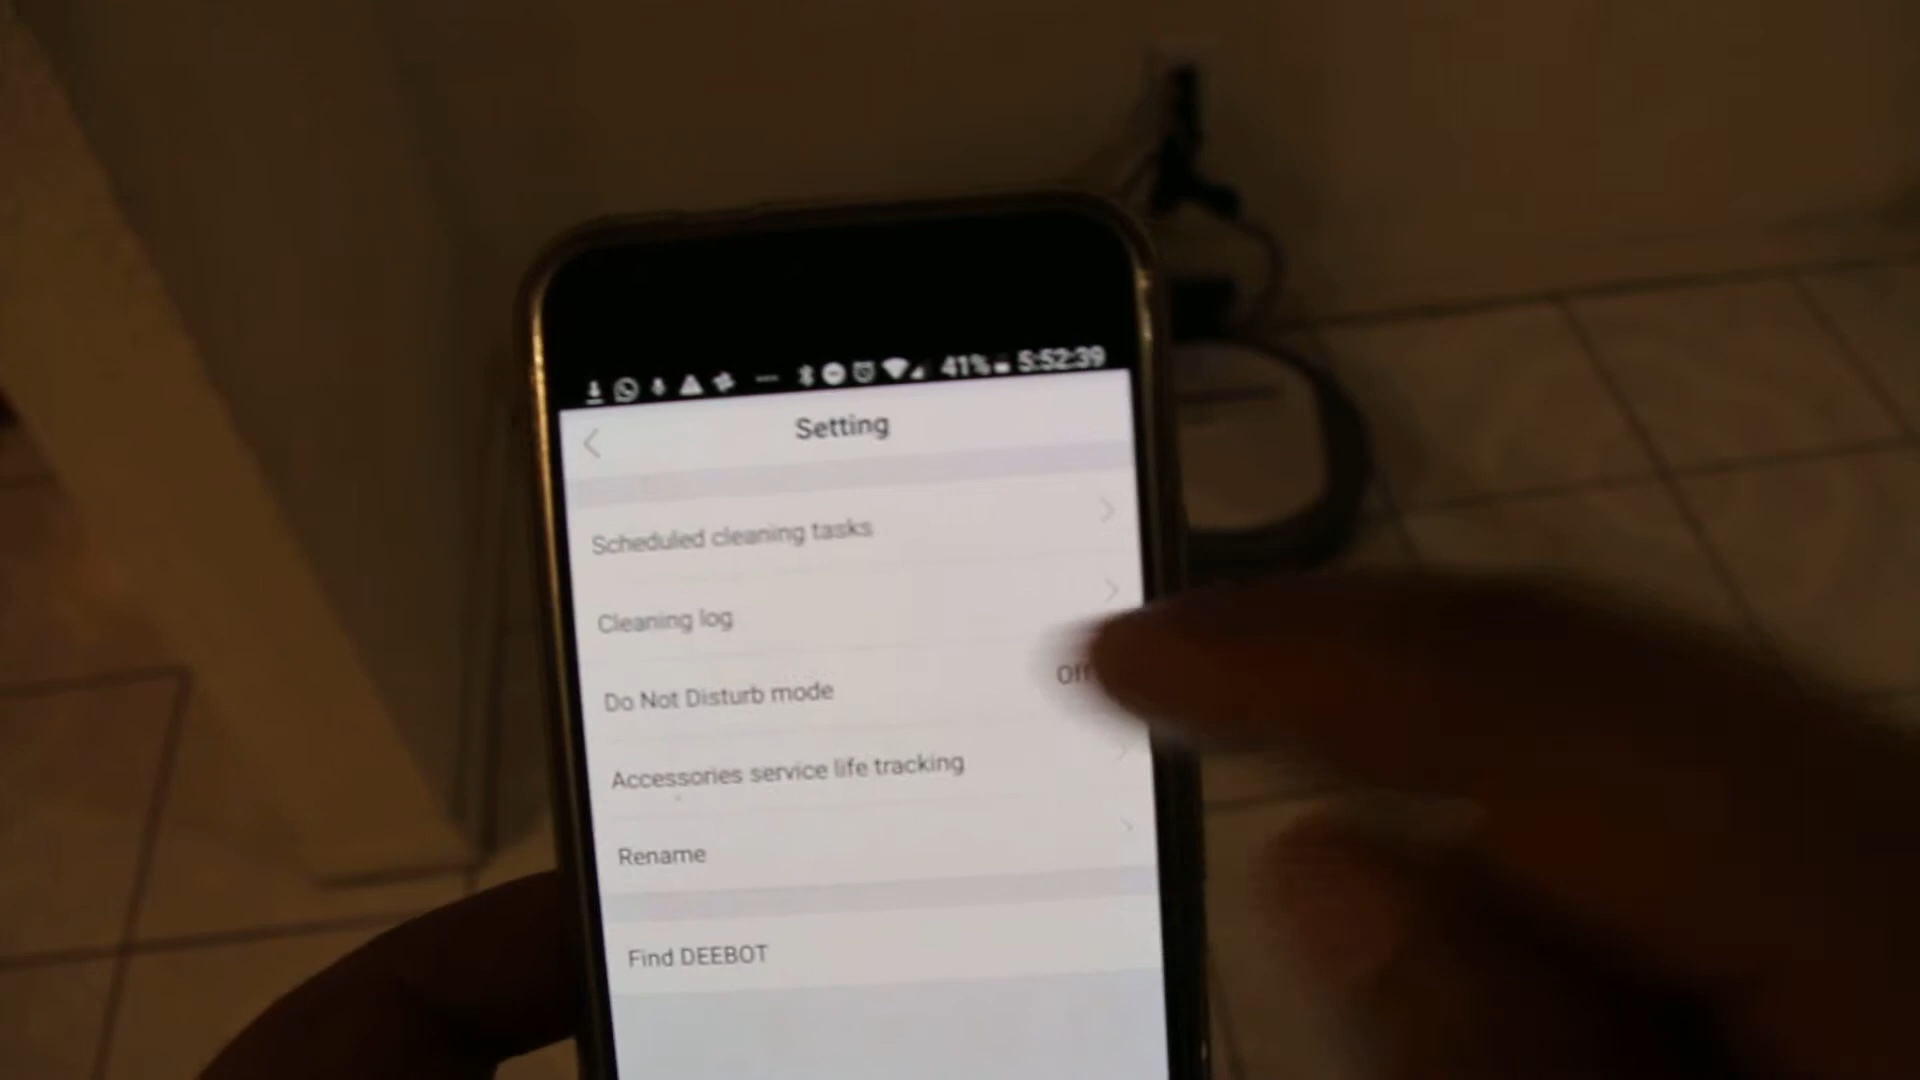 41% 5:52:39
Setting
Scheduled cleaning tasks
Cleaning log
Do Not Disturb mode Off
Accessories service life tracking
Rename
Find DEEBOT